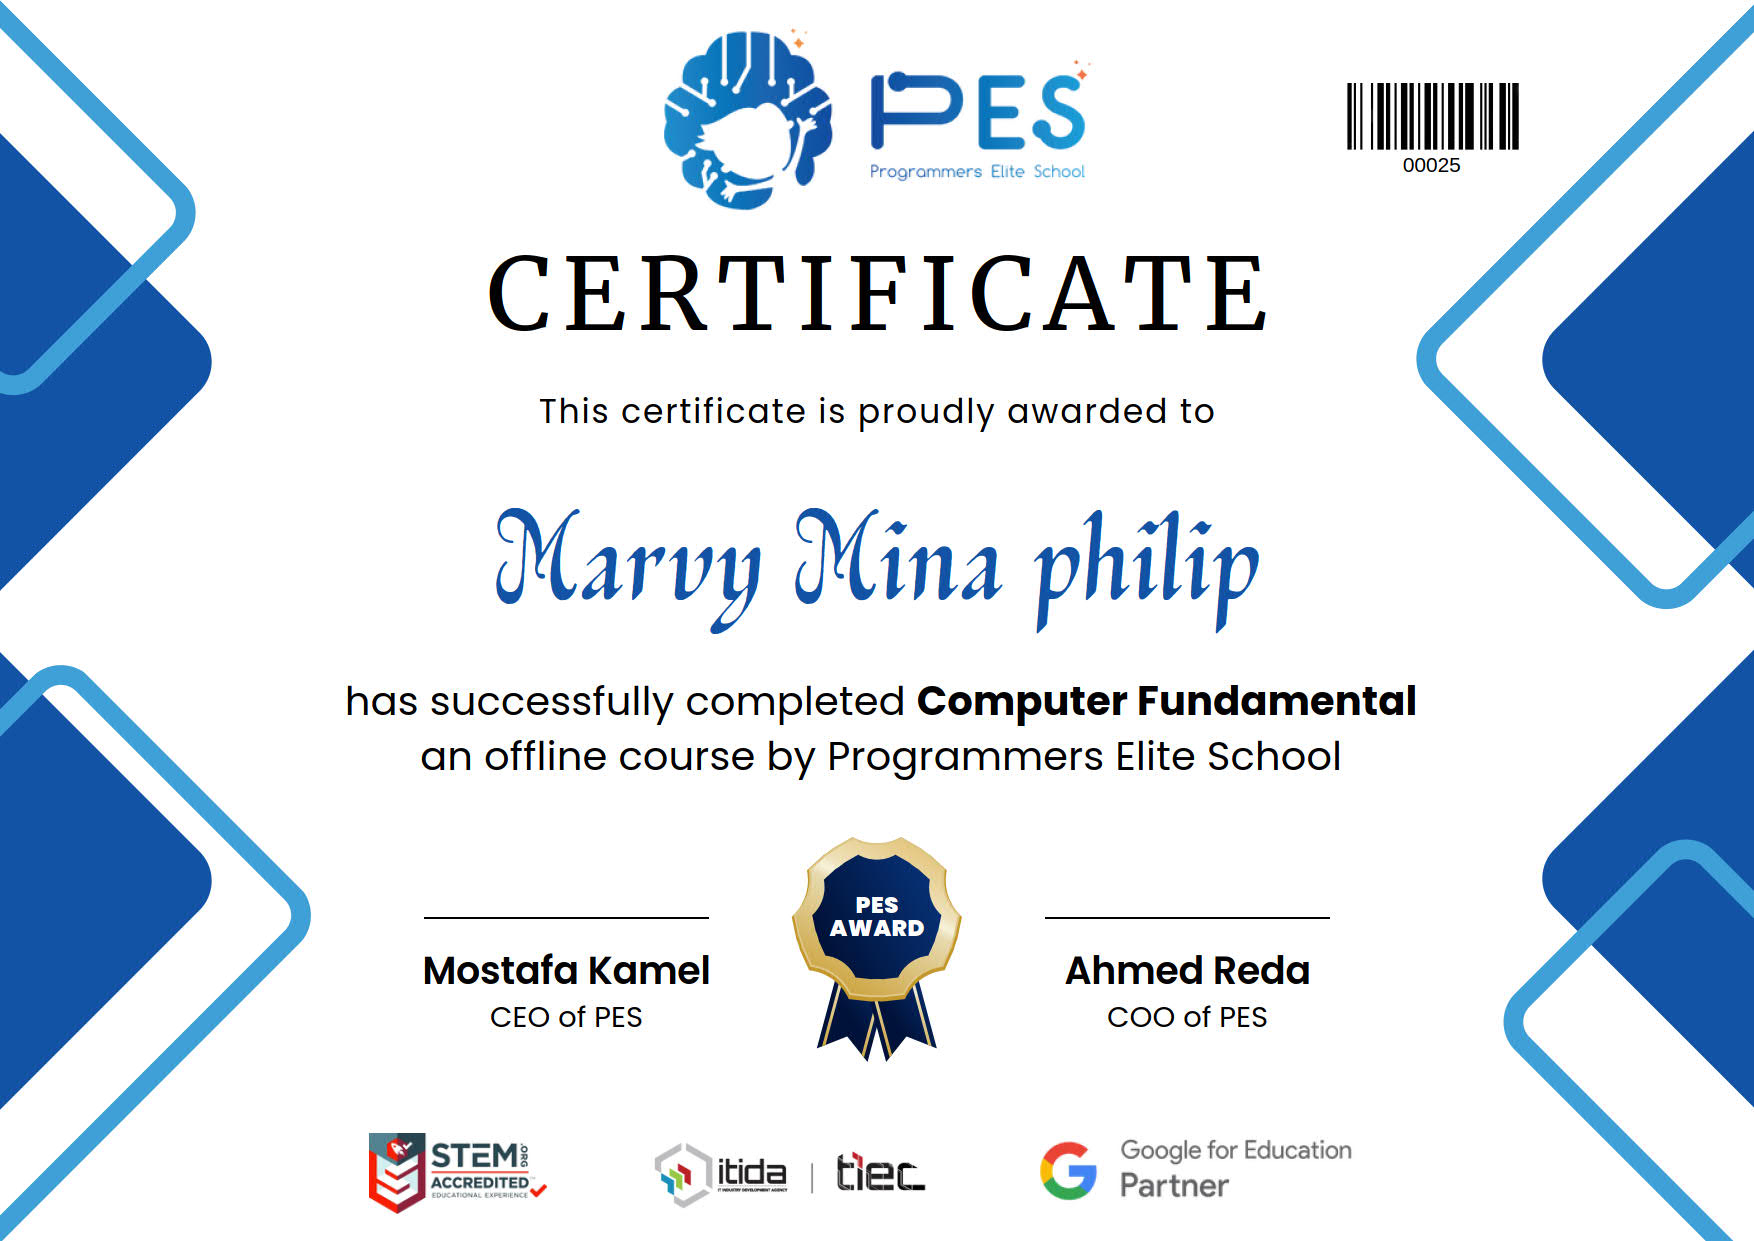 PES
Programmers Elite School
00025
CERTIFICATE
This certificate is proudly awarded to
Marvy Mina philip
has successfully completed Computer Fundamental
an offline course by Programmers Elite School
PES
AWARD
Mostafa Kamel
CEO of PES
Ahmed Reda
COO of PES
STEM.ORG
ACCREDITED
EDUCATIONAL EXPERIENCE
itida
IT INDUSTRY DEVELOPMENT AGENCY
tiec
Google for Education
Partner